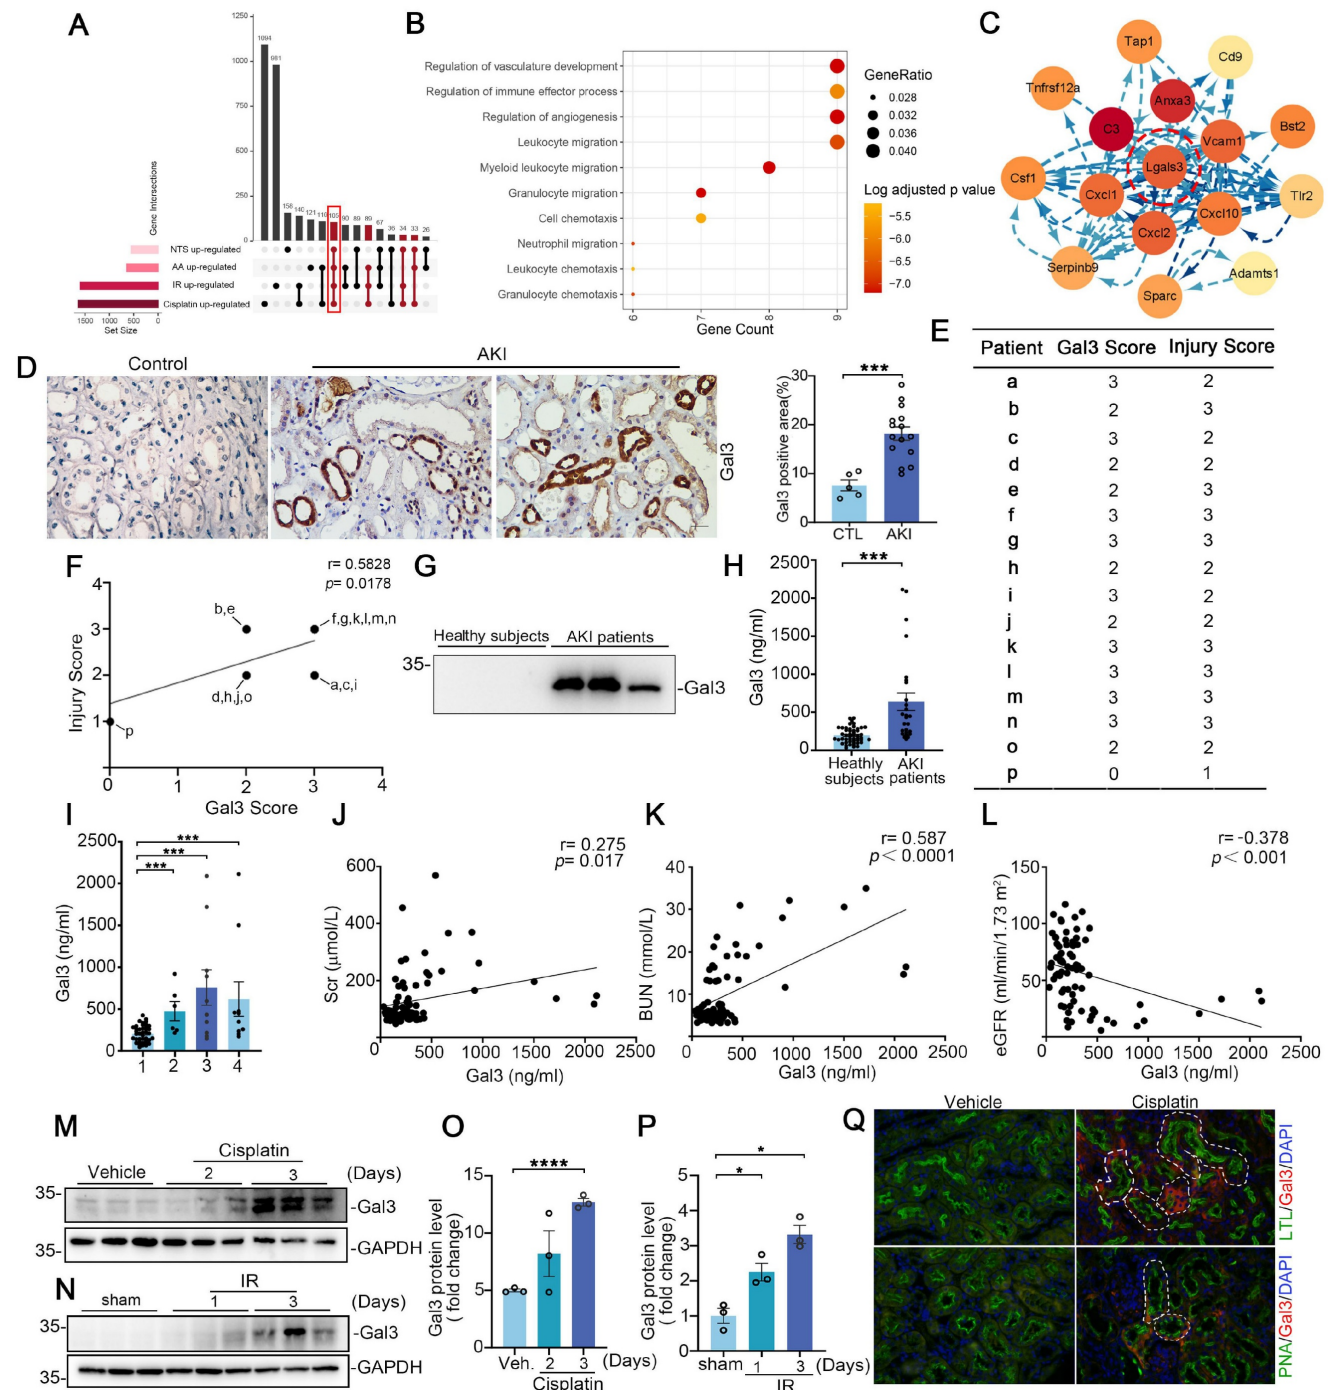 A
1250
1000
750
500
250
0
Gene Intersections
1094
981
158
140
121
110
105
90
89
89
67
36
34
33
26
NTS up-regulated
AA up-regulated
IR up-regulated
Cisplatin up-regulated
1500 1000 500 0
Set Size
B
Regulation of vasculature development
Regulation of immune effector process
Regulation of angiogenesis
Leukocyte migration
Myeloid leukocyte migration
Granulocyte migration
Cell chemotaxis
Neutrophil migration
Leukocyte chemotaxis
Granulocyte chemotaxis
6 7 8 9
Gene Count
GeneRatio
0.028
0.032
0.036
0.040
Log adjusted p value
-5.2
-6.0
-6.5
-7.0
C
Tap1
Cd9
Tnfrsf12a
Anxa3
C3
Vcam1
Bst2
Lgals3
Csf1
Cxcl1
Tlr2
Cxcl10
Cxcl2
Serpinb9
Adamts1
Sparc
D
Control
AKI
Gal3
Gal3 positive area(%)
30
20
10
0
***
CTL AKI
E
Patient Gal3 Score Injury Score
a 3 2
b 2 3
c 3 2
d 2 2
e 2 3
f 3 3
g 3 3
h 2 2
i 3 2
j 2 2
k 3 3
l 3 3
m 3 3
n 3 3
o 2 2
p 0 1
F
r= 0.5828
p= 0.0178
Injury Score
4
3
2
1
b,e
f,g,k,l,m,n
d,h,j,o
a,c,i
p
0 1 2 3 4
Gal3 Score
G
Healthy subjects AKI patients
35-
-Gal3
H
Gal3 (ng/ml)
2500
2000
1500
1000
500
0
***
Heathly subjects
AKI patients
I
Gal3 (ng/ml)
2500
2000
1500
1000
500
0
***
***
***
1 2 3 4
J
r= 0.275
p= 0.017
Scr (μmol/L)
600
400
200
0 500 1000 1500 2000 2500
Gal3 (ng/ml)
K
r= 0.587
p< 0.0001
BUN (mmol/L)
40
30
20
10
0 500 1000 1500 2000 2500
Gal3 (ng/ml)
L
r= -0.378
p< 0.001
eGFR (ml/min/1.73 m²)
150
100
50
0 500 1000 1500 2000 2500
Gal3 (ng/ml)
M
Cisplatin
Vehicle 2 3 (Days)
35-
-Gal3
35-
-GAPDH
N
IR
sham 1 3 (Days)
35-
-Gal3
35-
-GAPDH
O
Gal3 protein level
( fold change)
15
10
5
0
****
Veh. 2 3 (Days)
Cisplatin
P
Gal3 protein level
( fold change)
5
4
3
2
1
0
*
*
sham 1 3 (Days)
IR
Q
Vehicle
Cisplatin
LTL/Gal3/DAPI
PNA/Gal3/DAPI